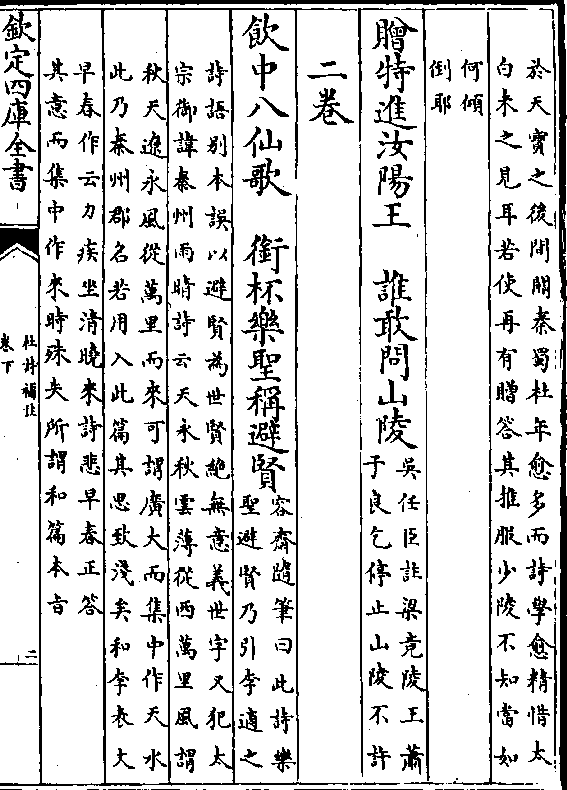 於天寶之後間關秦蜀杜年愈多而詩學愈精惜太
白未之見耳若使再有贈答其推服少陵不知當如
何傾
倒耶
贈特進汝陽王　誰敢問山陵
吳任臣註梁竟陵王蕭
子良乞停止山陵不許
二卷
飲中八仙歌　銜杯樂聖稱避賢
容齋隨筆曰此詩樂
聖避賢乃引李適之
詩語别本誤以避賢為世賢絶無意義世字又犯太
宗御諱秦州雨晴詩云天永秋雲薄從西萬里風謂
秋天遼永風從萬里而來可謂廣大而集中作天水
此乃秦州郡名若用入此篇其思致淺矣和李表丈
早春作云力疾坐清曉來詩悲早春正答
其意而集中作來時殊失所謂和篇本旨
欽定四庫全書
杜詩補註
卷下
二